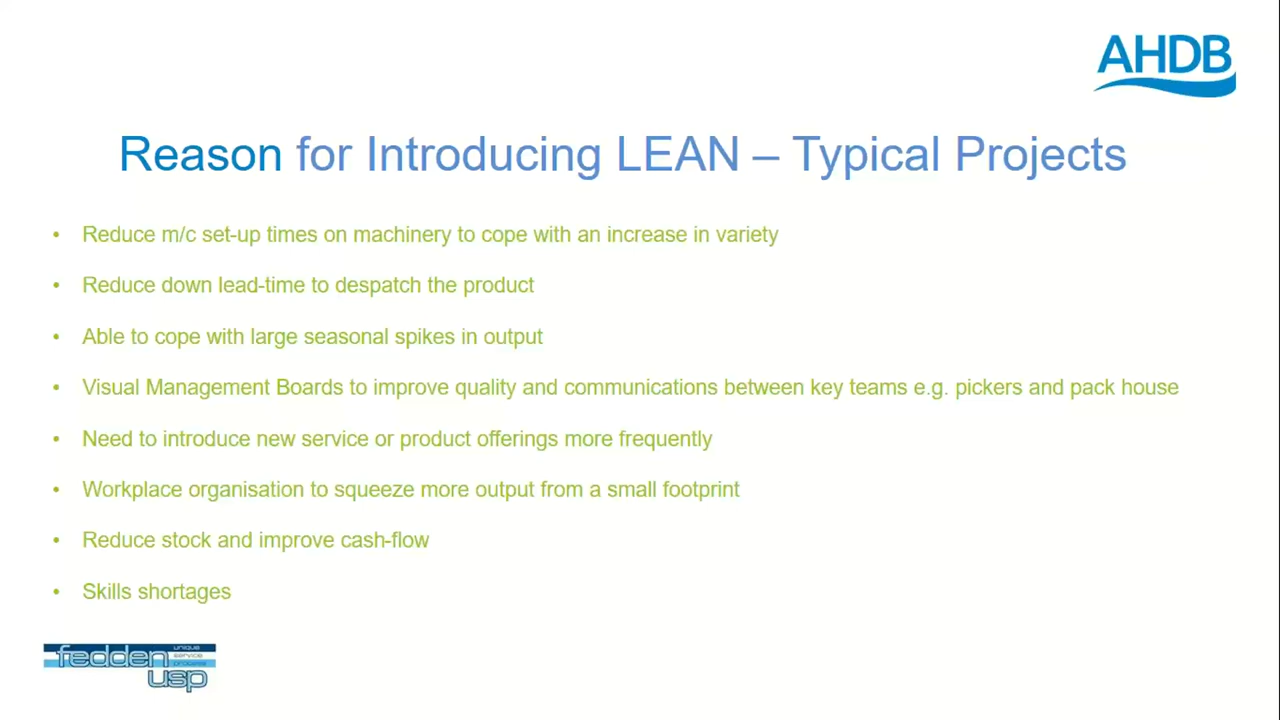 AHDB
Reason for Introducing LEAN – Typical Projects
• Reduce m/c set-up times on machinery to cope with an increase in variety
• Reduce down lead-time to despatch the product
• Able to cope with large seasonal spikes in output
• Visual Management Boards to improve quality and communications between key teams e.g. pickers and pack house
• Need to introduce new service or product offerings more frequently
• Workplace organisation to squeeze more output from a small footprint
• Reduce stock and improve cash-flow
• Skills shortages
fedden
unique
service
process
usp